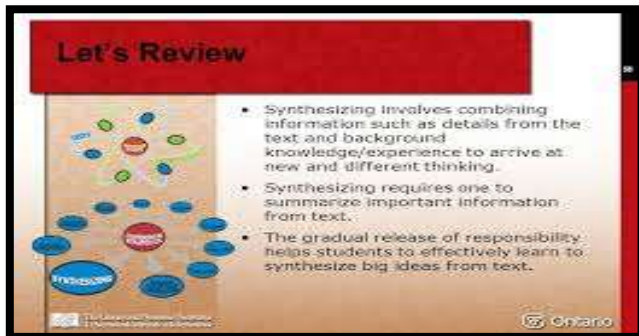 Let's Review
• Synthesizing involves combining
information such as details from the
text and background
knowledge/experience to arrive at
new and different thinking.
• Synthesizing requires one to
summarize important information
from text.
• The gradual release of responsibility
helps students to effectively learn to
synthesize big ideas from text.
Synthesizing
Ontario